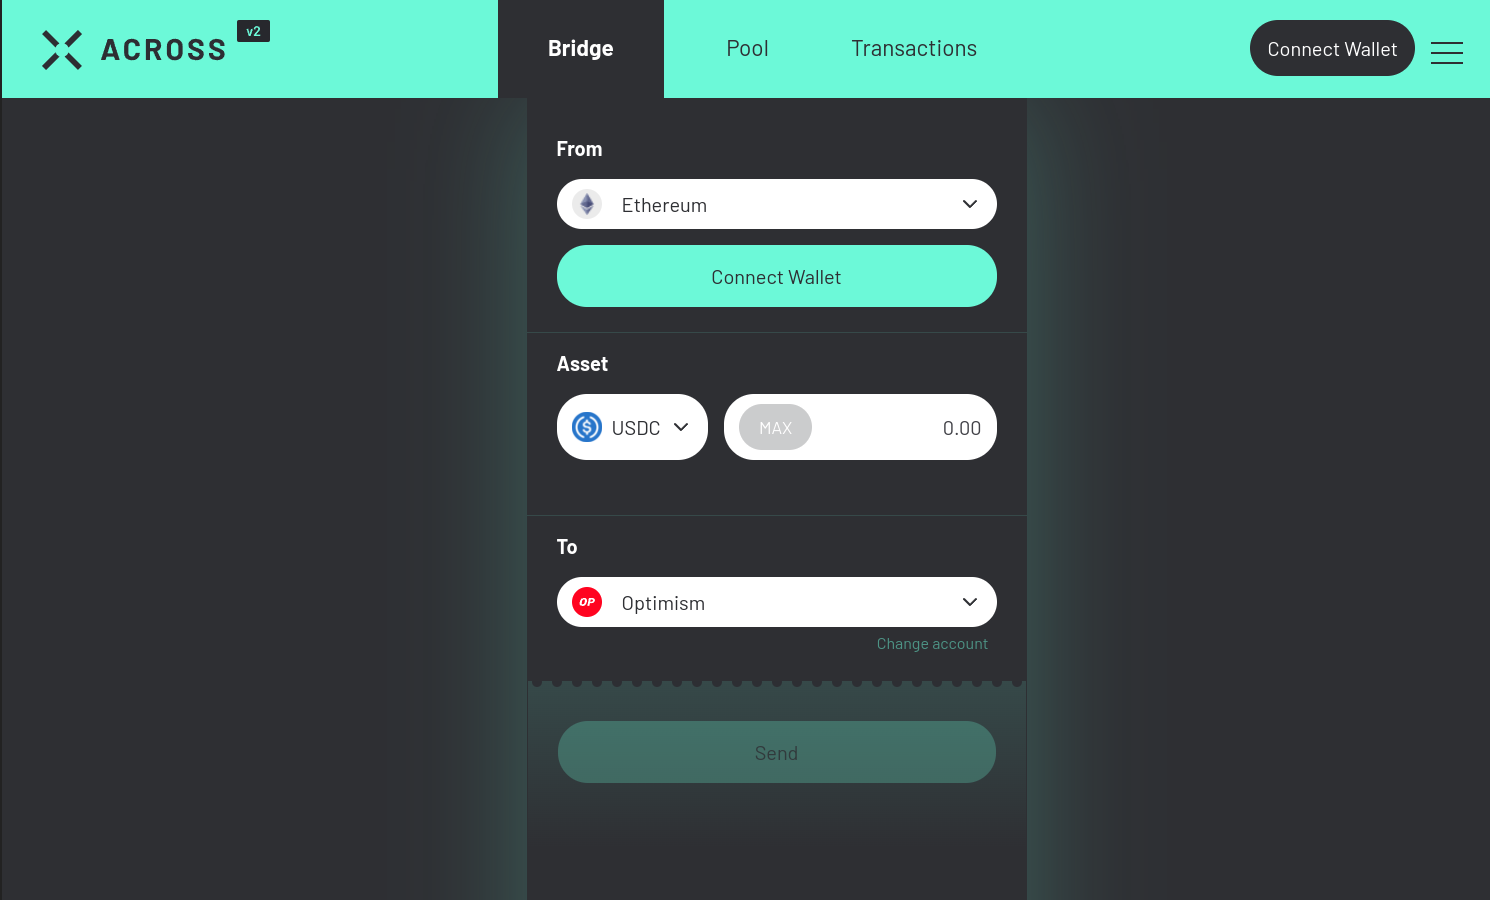 ACROSS v2
Bridge
Pool
Transactions
Connect Wallet
From
Ethereum
Connect Wallet
Asset
USDC
MAX
0.00
To
OP Optimism
Change account
Send